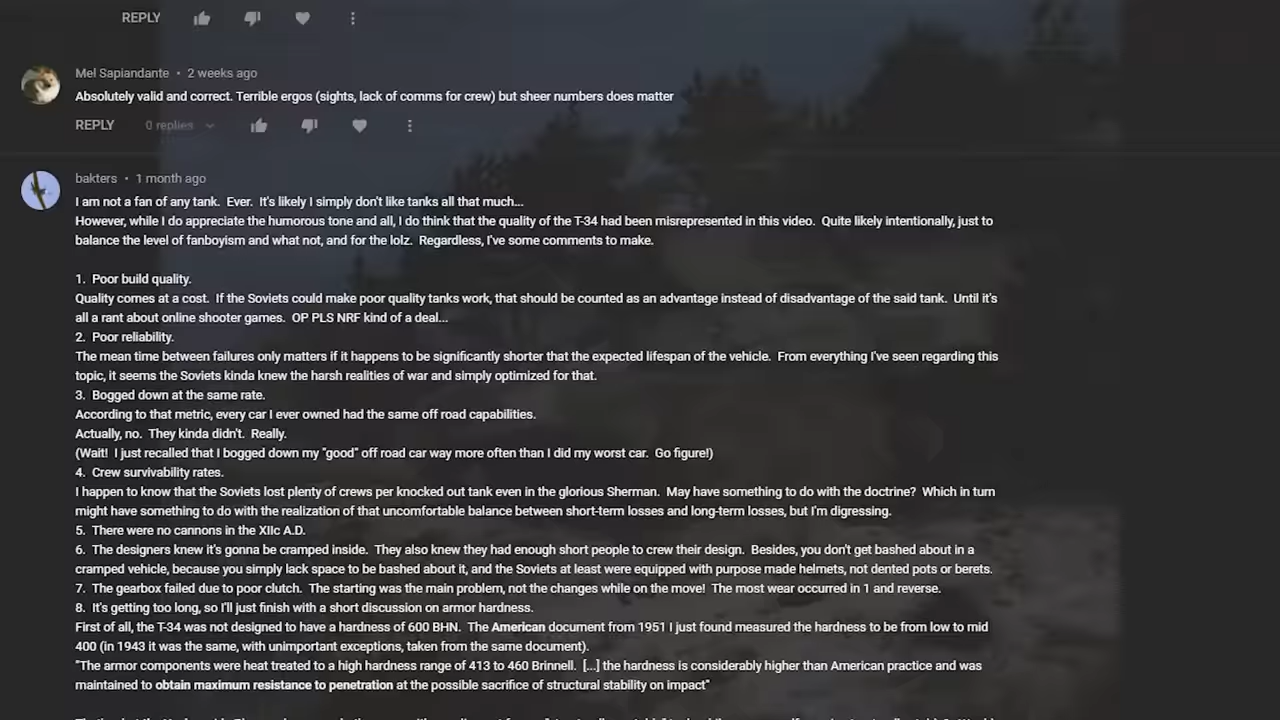 REPLY
Mel Sapiandante • 2 weeks ago
Absolutely valid and correct. Terrible ergos (sights, lack of comms for crew) but sheer numbers does matter
REPLY 0 replies
bakters • 1 month ago
I am not a fan of any tank. Ever. It's likely I simply don't like tanks all that much...
However, while I do appreciate the humorous tone and all, I do think that the quality of the T-34 had been misrepresented in this video. Quite likely intentionally, just to
balance the level of fanboyism and what not, and for the lolz. Regardless, I've some comments to make.
1. Poor build quality.
Quality comes at a cost. If the Soviets could make poor quality tanks work, that should be counted as an advantage instead of disadvantage of the said tank. Until it's
all a rant about online shooter games. OP PLS NRF kind of a deal...
2. Poor reliability.
The mean time between failures only matters if it happens to be significantly shorter that the expected lifespan of the vehicle. From everything I've seen regarding this
topic, it seems the Soviets kinda knew the harsh realities of war and simply optimized for that.
3. Bogged down at the same rate.
According to that metric, every car I ever owned had the same off road capabilities.
Actually, no. They kinda didn't. Really.
(Wait! I just recalled that I bogged down my "good" off road car way more often than I did my worst car. Go figure!)
4. Crew survivability rates.
I happen to know that the Soviets lost plenty of crews per knocked out tank even in the glorious Sherman. May have something to do with the doctrine? Which in turn
might have something to do with the realization of that uncomfortable balance between short-term losses and long-term losses, but I'm digressing.
5. There were no cannons in the XIIc A.D.
6. The designers knew it's gonna be cramped inside. They also knew they had enough short people to crew their design. Besides, you don't get bashed about in a
cramped vehicle, because you simply lack space to be bashed about it, and the Soviets at least were equipped with purpose made helmets, not dented pots or berets.
7. The gearbox failed due to poor clutch. The starting was the main problem, not the changes while on the move! The most wear occurred in 1 and reverse.
8. It's getting too long, so I'll just finish with a short discussion on armor hardness.
First of all, the T-34 was not designed to have a hardness of 600 BHN. The American document from 1951 I just found measured the hardness to be from low to mid
400 (in 1943 it was the same, with unimportant exceptions, taken from the same document).
"The armor components were heat treated to a high hardness range of 413 to 460 Brinnell. [...] the hardness is considerably higher than American practice and was
maintained to obtain maximum resistance to penetration at the possible sacrifice of structural stability on impact"